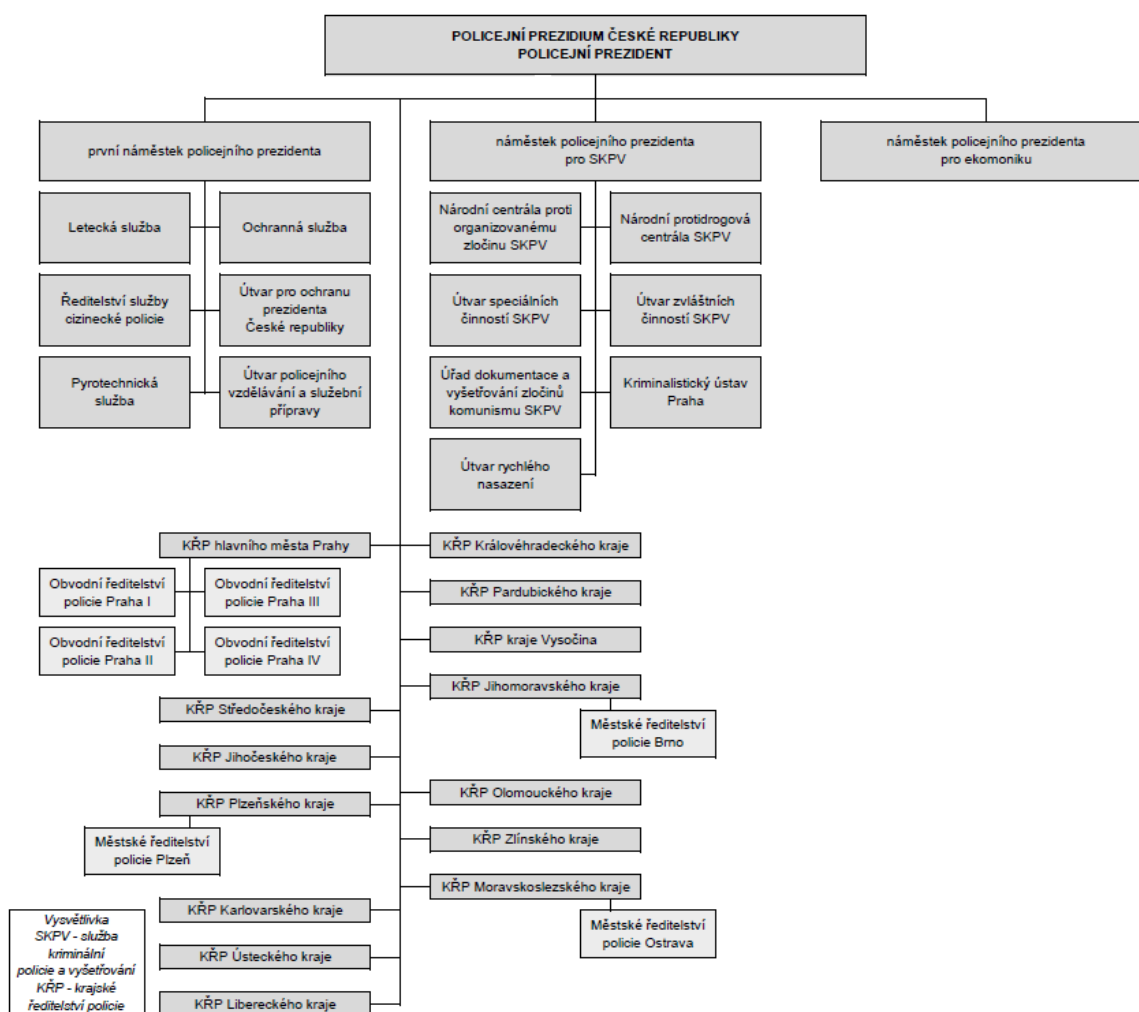 POLICEJNÍ PREZIDIUM ČESKÉ REPUBLIKY
POLICEJNÍ PREZIDENT
první náměstek policejního prezidenta
náměstek policejního prezidenta
pro SKPV
náměstek policejního prezidenta
pro ekomoniku
Letecká služba
Ochranná služba
Ředitelství služby
cizinecké policie
Útvar pro ochranu
prezidenta
České republiky
Pyrotechnická
služba
Útvar policejního
vzdělávání a služební
přípravy
Národní centrála proti
organizovanému
zločinu SKPV
Národní protidrogová
centrála SKPV
Útvar speciálních
činností SKPV
Útvar zvláštních
činností SKPV
Úřad dokumentace a
vyšetřování zločinů
komunismu SKPV
Kriminalistický ústav
Praha
Útvar rychlého
nasazení
KŘP hlavního města Prahy
Obvodní ředitelství
policie Praha I
Obvodní ředitelství
policie Praha III
Obvodní ředitelství
policie Praha II
Obvodní ředitelství
policie Praha IV
KŘP Středočeského kraje
KŘP Jihočeského kraje
KŘP Plzeňského kraje
Městské ředitelství
policie Plzeň
KŘP Karlovarského kraje
KŘP Ústeckého kraje
KŘP Libereckého kraje
KŘP Královéhradeckého kraje
KŘP Pardubického kraje
KŘP kraje Vysočina
KŘP Jihomoravského kraje
Městské ředitelství
policie Brno
KŘP Olomouckého kraje
KŘP Zlínského kraje
KŘP Moravskoslezského kraje
Městské ředitelství
policie Ostrava
Vysvětlivka
SKPV - služba
kriminální
policie a vyšetřování
KŘP - krajské
ředitelství policie